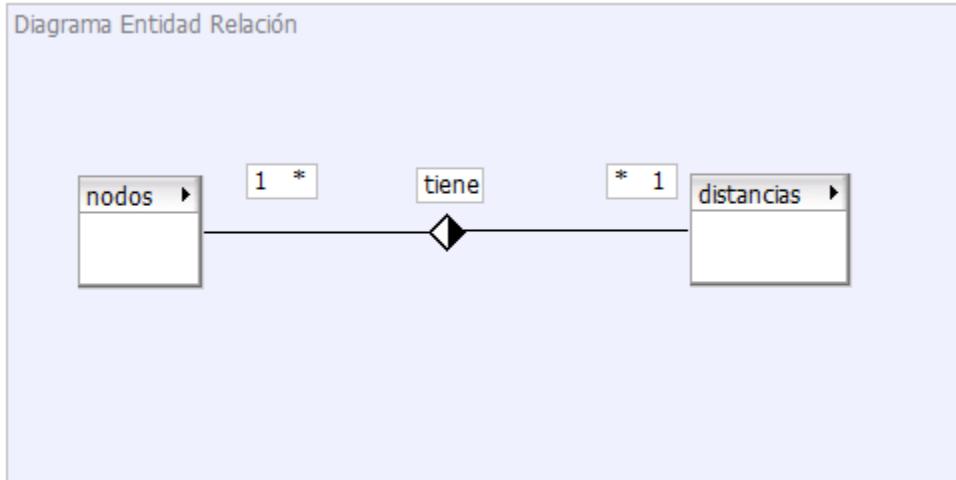 Diagrama Entidad Relación
nodos
1 *
tiene
* 1
distancias